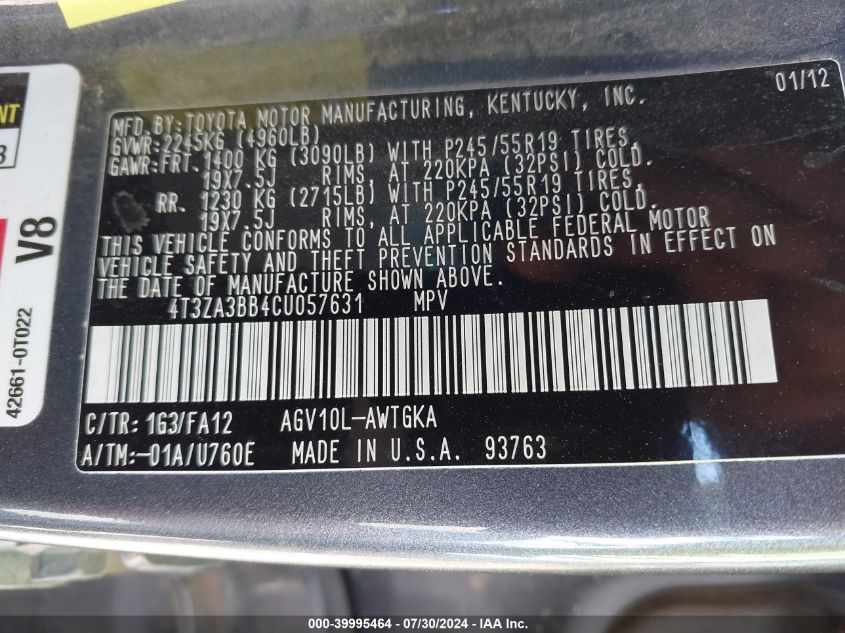 01/12
MFD. BY: TOYOTA MOTOR MANUFACTURING, KENTUCKY, INC.
GVWR: 2245KG (4960LB)
GAWR: FRT. 1400 KG (3090LB) WITH P245/55R19 TIRES,
19X7.5J RIMS, AT 220KPA (32PSI) COLD.
RR. 1230 KG (2715LB) WITH P245/55R19 TIRES,
19X7.5J RIMS, AT 220KPA (32PSI) COLD.
THIS VEHICLE CONFORMS TO ALL APPLICABLE FEDERAL MOTOR
VEHICLE SAFETY AND THEFT PREVENTION STANDARDS IN EFFECT ON
THE DATE OF MANUFACTURE SHOWN ABOVE.
4T3ZA3BB4CU057631 MPV
C/TR: 1G3/FA12 AGV10L-AWTGKA
A/TM:-01A/U760E MADE IN U.S.A. 93763
V8
42661-0T022
000-39995464 - 07/30/2024 - IAAI Inc.